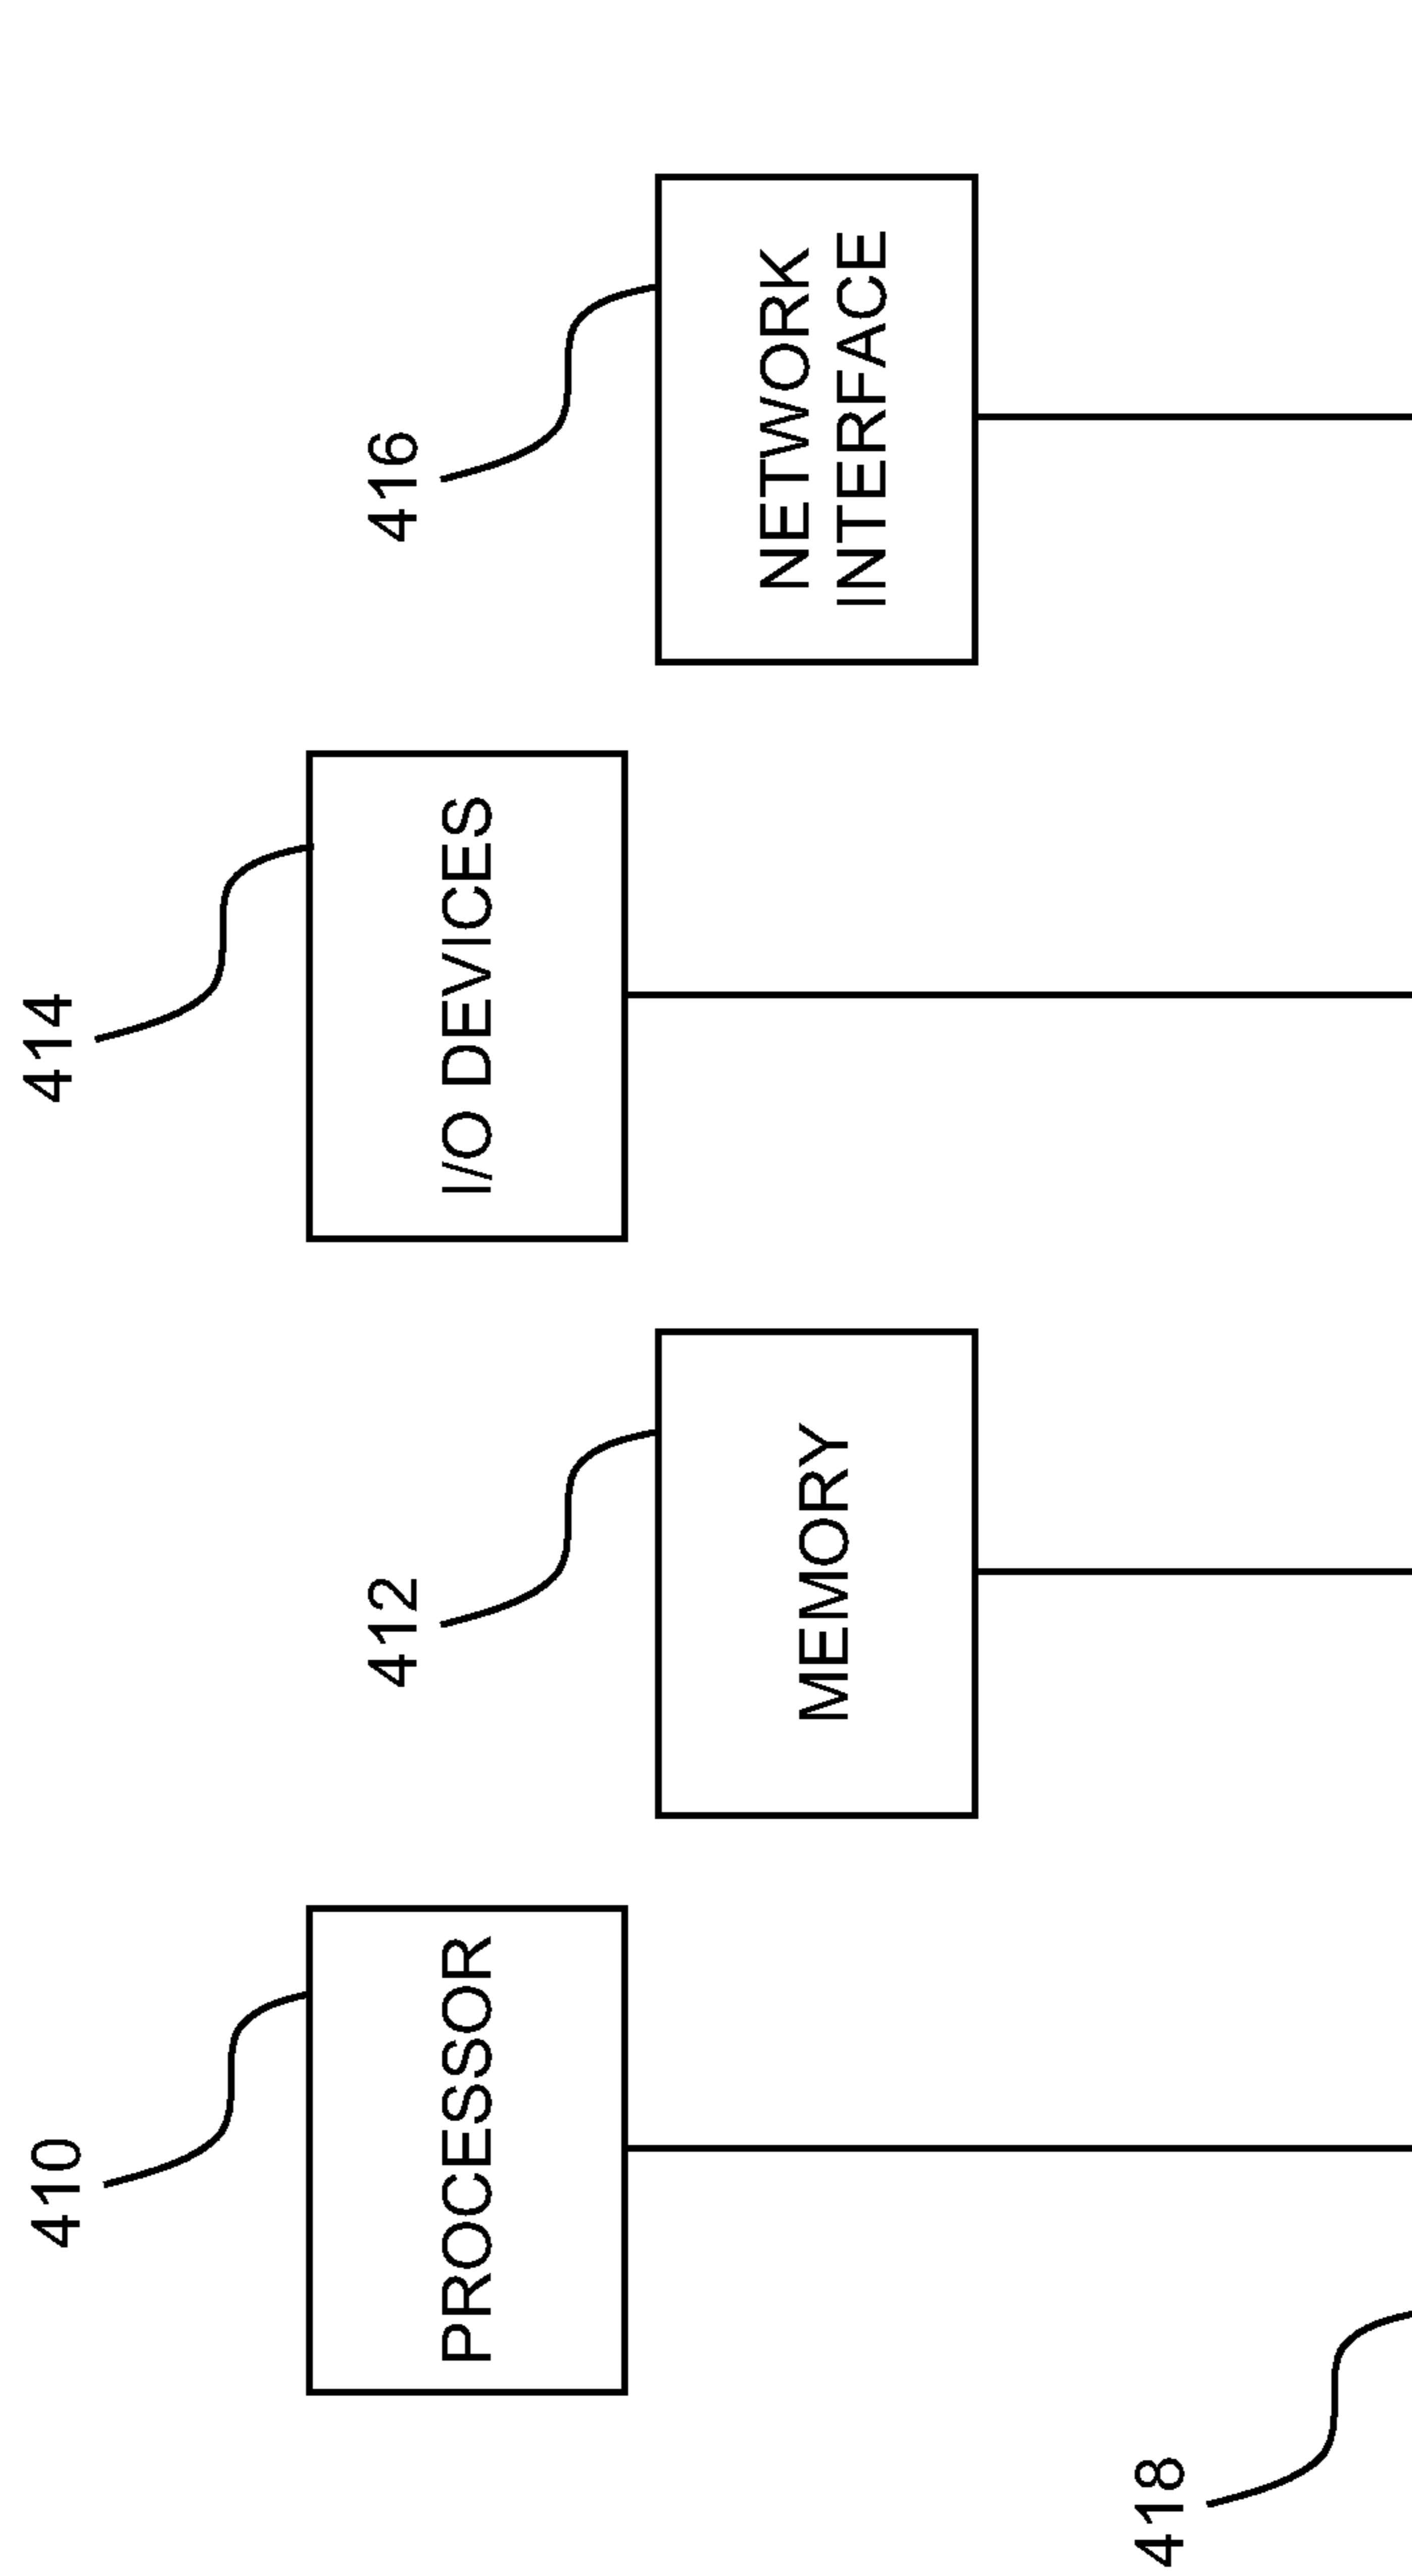 410
PROCESSOR
412
MEMORY
414
I/O DEVICES
416
NETWORK
INTERFACE
418